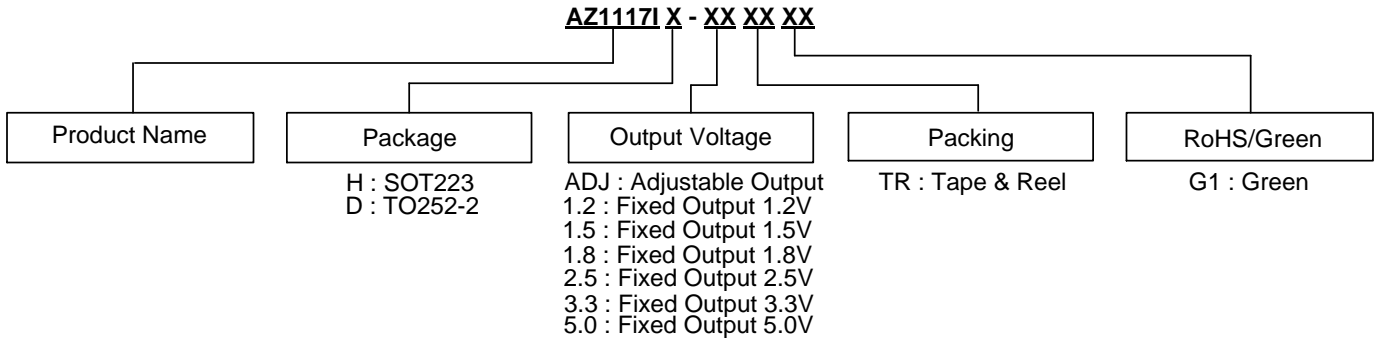 AZ1117I X - XX XX XX
Product Name
Package
Output Voltage
Packing
RoHS/Green
H : SOT223
D : TO252-2
ADJ : Adjustable Output
1.2 : Fixed Output 1.2V
1.5 : Fixed Output 1.5V
1.8 : Fixed Output 1.8V
2.5 : Fixed Output 2.5V
3.3 : Fixed Output 3.3V
5.0 : Fixed Output 5.0V
TR : Tape & Reel
G1 : Green